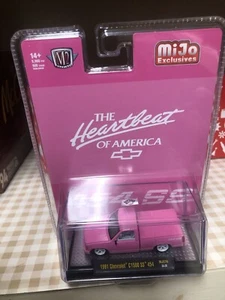 14+
M2
MiJo
Exclusives
THE
Heartbeat
OF AMERICA
454 SS
1991 Chevrolet C1500 SS 454